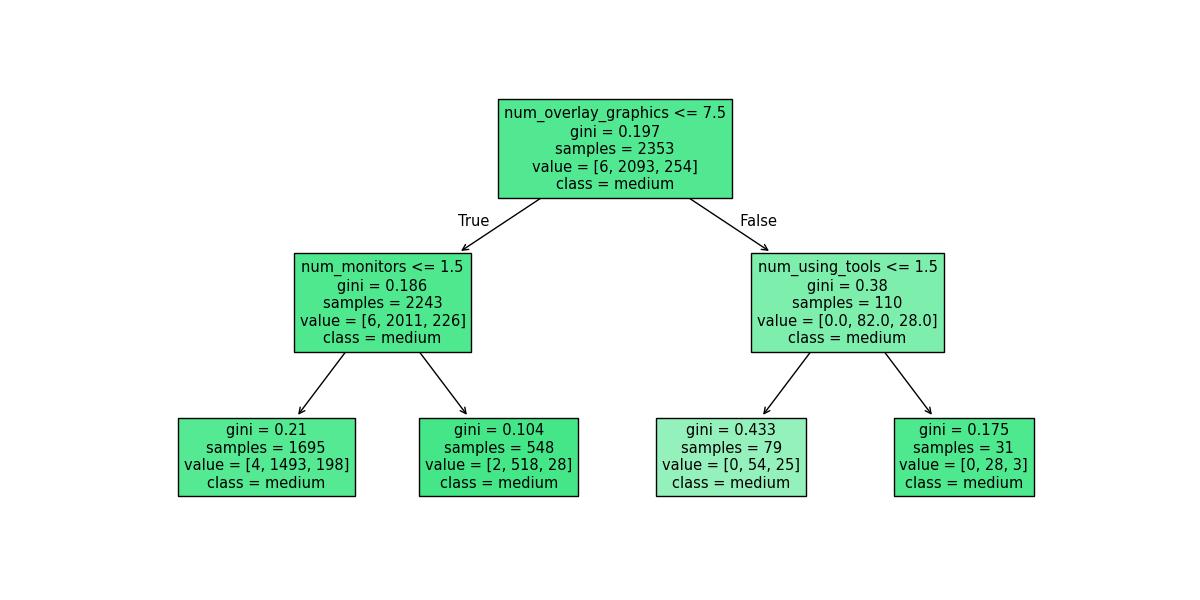 num_overlay_graphics <= 7.5
gini = 0.197
samples = 2353
value = [6, 2093, 254]
class = medium
True
False
num_monitors <= 1.5
gini = 0.186
samples = 2243
value = [6, 2011, 226]
class = medium
num_using_tools <= 1.5
gini = 0.38
samples = 110
value = [0.0, 82.0, 28.0]
class = medium
gini = 0.21
samples = 1695
value = [4, 1493, 198]
class = medium
gini = 0.104
samples = 548
value = [2, 518, 28]
class = medium
gini = 0.433
samples = 79
value = [0, 54, 25]
class = medium
gini = 0.175
samples = 31
value = [0, 28, 3]
class = medium